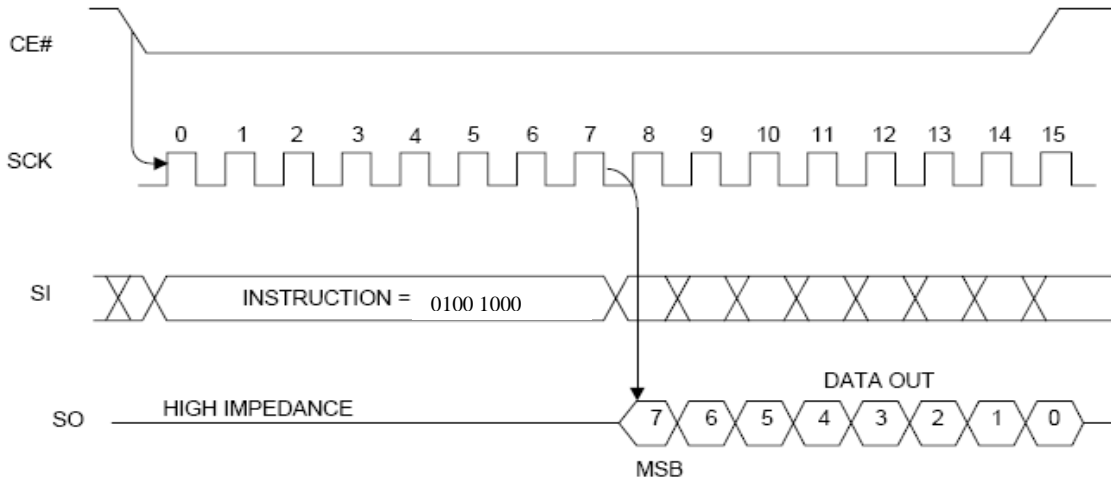 CE#
0 1 2 3 4 5 6 7 8 9 10 11 12 13 14 15
SCK
SI INSTRUCTION = 0100 1000
DATA OUT
HIGH IMPEDANCE
SO 7 6 5 4 3 2 1 0
MSB